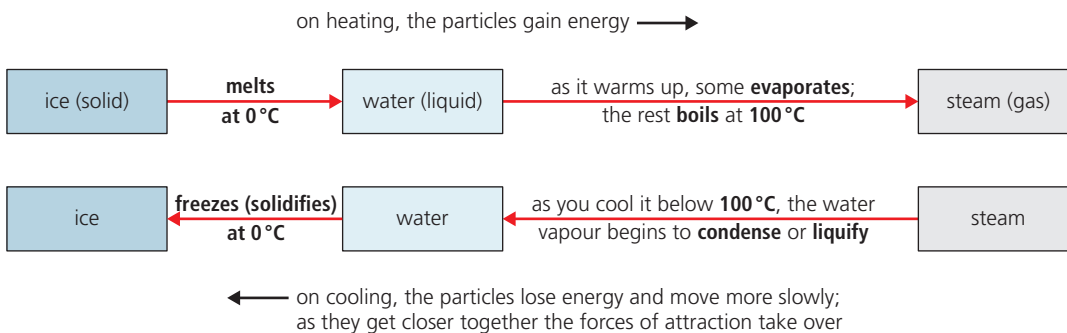 on heating, the particles gain energy
ice (solid)
melts
at 0 °C
water (liquid)
as it warms up, some evaporates;
the rest boils at 100 °C
steam (gas)
ice
freezes (solidifies)
at 0 °C
water
as you cool it below 100 °C, the water
vapour begins to condense or liquify
steam
on cooling, the particles lose energy and move more slowly;
as they get closer together the forces of attraction take over